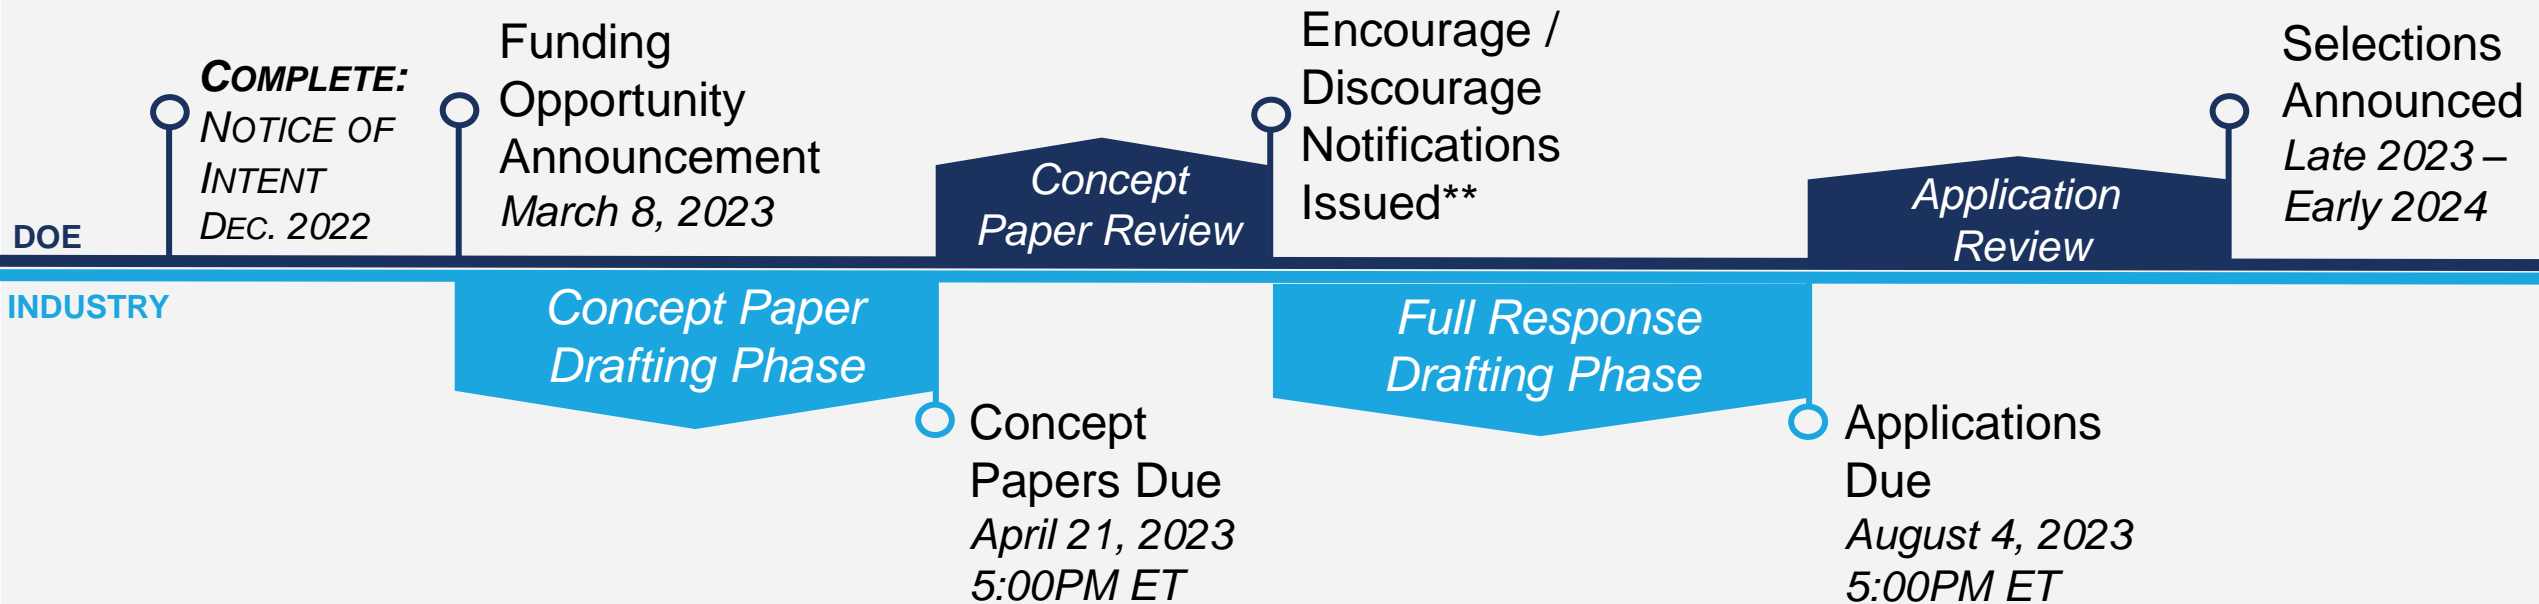 COMPLETE:
NOTICE OF
INTENT
DEC. 2022
Funding
Opportunity
Announcement
March 8, 2023
Concept
Paper Review
Encourage /
Discourage
Notifications
Issued**
Application
Review
Selections
Announced
Late 2023 –
Early 2024
DOE
INDUSTRY
Concept Paper
Drafting Phase
Concept
Papers Due
April 21, 2023
5:00PM ET
Full Response
Drafting Phase
Applications
Due
August 4, 2023
5:00PM ET